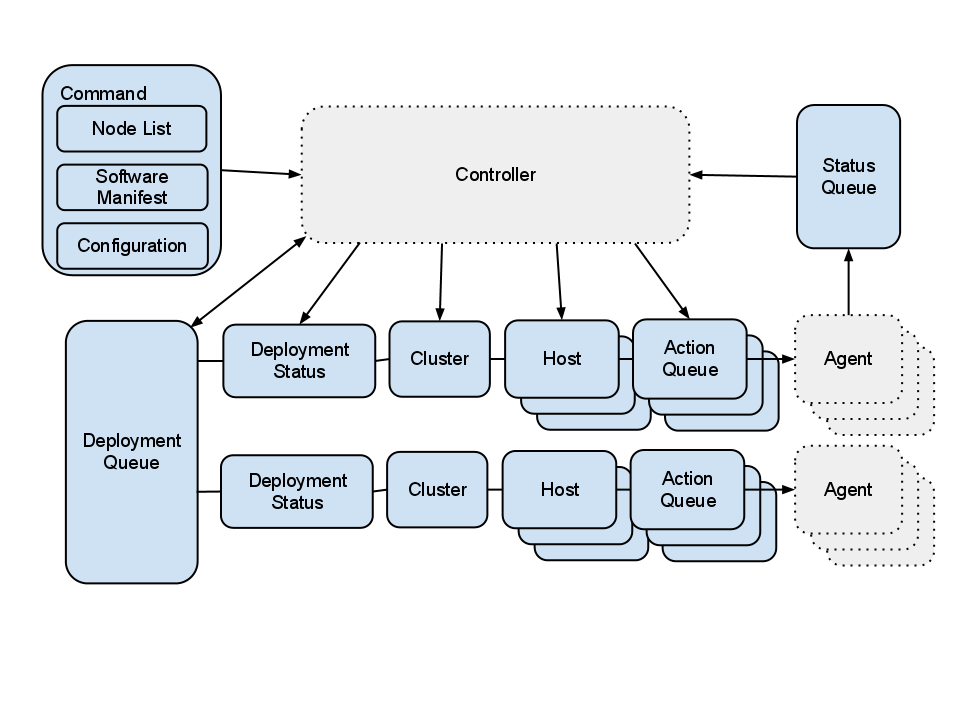 Command
Node List
Software
Manifest
Configuration
Controller
Status
Queue
Deployment
Queue
Deployment
Status
Cluster
Host
Action
Queue
Agent
Deployment
Status
Cluster
Host
Action
Queue
Agent